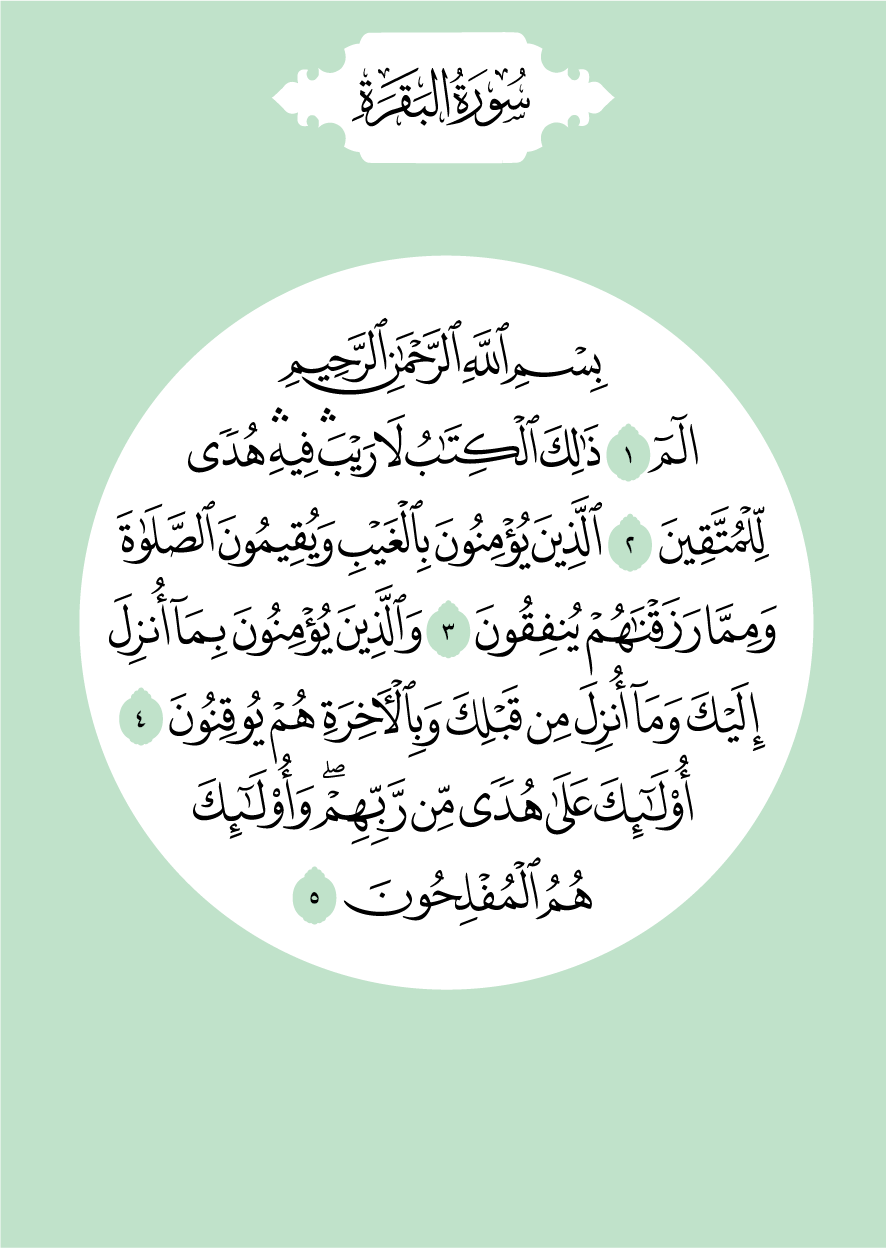 سُورَةُ البَقَرَةِ
بِسْمِ ٱللَّهِ ٱلرَّحْمَٰنِ ٱلرَّحِيمِ
الٓمٓ ١ ذَٰلِكَ ٱلْكِتَـٰبُ لَا رَيْبَ ۛ فِيهِ ۛ هُدًى
لِّلْمُتَّقِينَ ٢ ٱلَّذِينَ يُؤْمِنُونَ بِٱلْغَيْبِ وَيُقِيمُونَ ٱلصَّلَوٰةَ
وَمِمَّا رَزَقْنَـٰهُمْ يُنفِقُونَ ٣ وَٱلَّذِينَ يُؤْمِنُونَ بِمَآ أُنزِلَ
إِلَيْكَ وَمَآ أُنزِلَ مِن قَبْلِكَ وَبِٱلْأَخِرَةِ هُمْ يُوقِنُونَ ٤
أُو۟لَـٰٓئِكَ عَلَىٰ هُدًى مِّن رَّبِّهِمْ ۖ وَأُو۟لَـٰٓئِكَ
هُمُ ٱلْمُفْلِحُونَ ٥